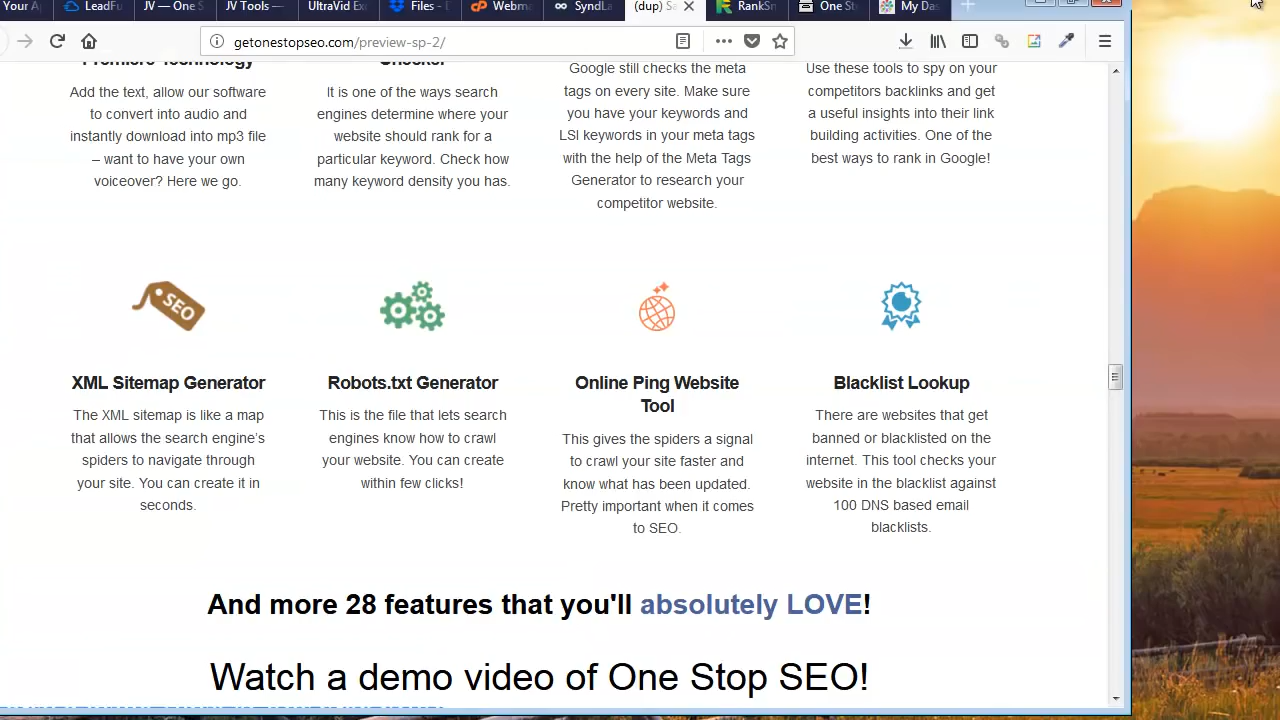 Your Ap
LeadFu
JV — One S
JV Tools —
UltraVid Ex
Files - 
Webm
SyndLa
(dup) Sa
RankSn
One Sto
My Das
getonestopseo.com/preview-sp-2/
Premiere Technology
Add the text, allow our software
to convert into audio and
instantly download into mp3 file
– want to have your own
voiceover? Here we go.
Checker
It is one of the ways search
engines determine where your
website should rank for a
particular keyword. Check how
many keyword density you has.
Google still checks the meta
tags on every site. Make sure
you have your keywords and
LSI keywords in your meta tags
with the help of the Meta Tags
Generator to research your
competitor website.
Use these tools to spy on your
competitors backlinks and get
a useful insights into their link
building activities. One of the
best ways to rank in Google!
SEO
XML Sitemap Generator
The XML sitemap is like a map
that allows the search engine's
spiders to navigate through
your site. You can create it in
seconds.
Robots.txt Generator
This is the file that lets search
engines know how to crawl
your website. You can create
within few clicks!
Online Ping Website
Tool
This gives the spiders a signal
to crawl your site faster and
know what has been updated.
Pretty important when it comes
to SEO.
Blacklist Lookup
There are websites that get
banned or blacklisted on the
internet. This tool checks your
website in the blacklist against
100 DNS based email
blacklists.
And more 28 features that you'll absolutely LOVE!
Watch a demo video of One Stop SEO!